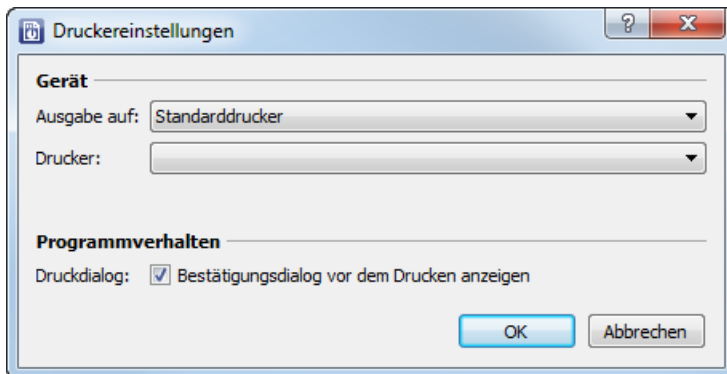 Druckereinstellungen
Gerät
Ausgabe auf: Standarddrucker
Drucker:
Programmverhalten
Druckdialog: Bestätigungsdialog vor dem Drucken anzeigen
OK Abbrechen